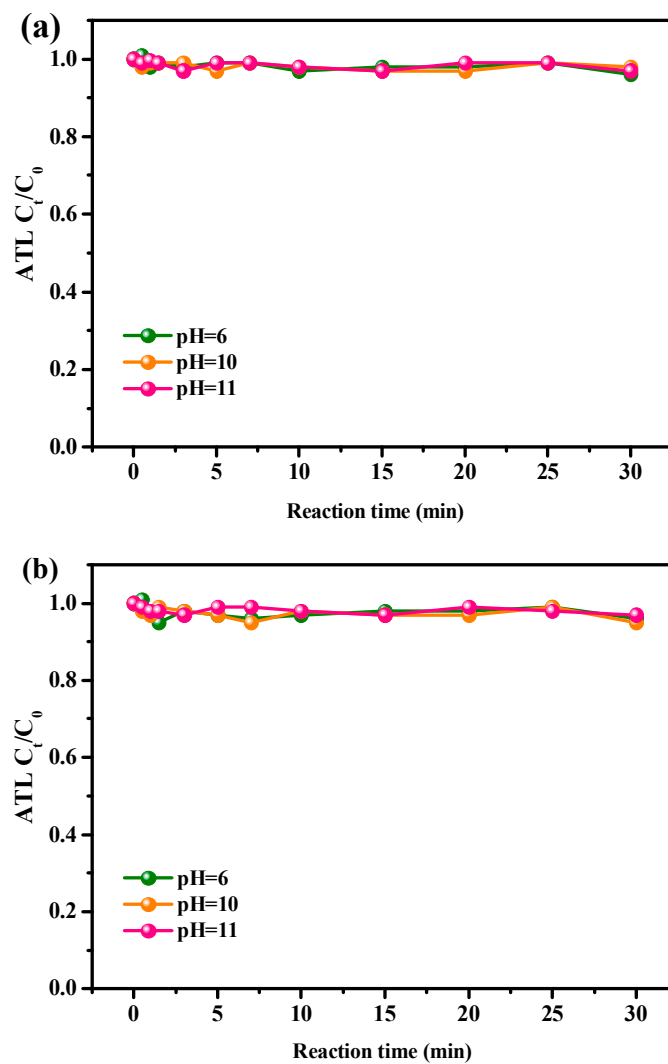 (a)
1.0
0.8
0.6
0.4
0.2
0.0
ATL Cₜ/C₀
pH=6
pH=10
pH=11
0 5 10 15 20 25 30
Reaction time (min)
(b)
1.0
0.8
0.6
0.4
0.2
0.0
ATL Cₜ/C₀
pH=6
pH=10
pH=11
0 5 10 15 20 25 30
Reaction time (min)